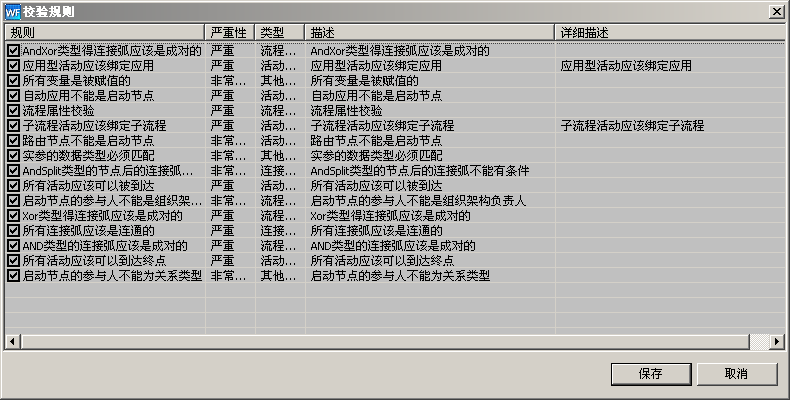 WF 校验规则
规则 严重性 类型 描述 详细描述
AndXor类型得连接弧应该是成对的 严重 流程... AndXor类型得连接弧应该是成对的
应用型活动应该绑定应用 严重 活动... 应用型活动应该绑定应用 应用型活动应该绑定应用
所有变量是被赋值的 非常... 其他... 所有变量是被赋值的
自动应用不能是启动节点 严重 活动... 自动应用不能是启动节点
流程属性校验 严重 流程... 流程属性校验
子流程活动应该绑定子流程 严重 活动... 子流程活动应该绑定子流程 子流程活动应该绑定子流程
路由节点不能是启动节点 非常... 活动... 路由节点不能是启动节点
实参的数据类型必须匹配 非常... 其他... 实参的数据类型必须匹配
AndSplit类型的节点后的连接弧... 非常... 连接... AndSplit类型的节点后的连接弧不能有条件
所有活动应该可以被到达 严重 活动... 所有活动应该可以被到达
启动节点的参与人不能是组织架... 非常... 流程... 启动节点的参与人不能是组织架构负责人
Xor类型得连接弧应该是成对的 严重 流程... Xor类型得连接弧应该是成对的
所有连接弧应该是连通的 严重 连接... 所有连接弧应该是连通的
AND类型的连接弧应该是成对的 严重 流程... AND类型的连接弧应该是成对的
所有活动应该可以到达终点 严重 活动... 所有活动应该可以到达终点
启动节点的参与人不能为关系类型 非常... 其他... 启动节点的参与人不能为关系类型
保存 取消